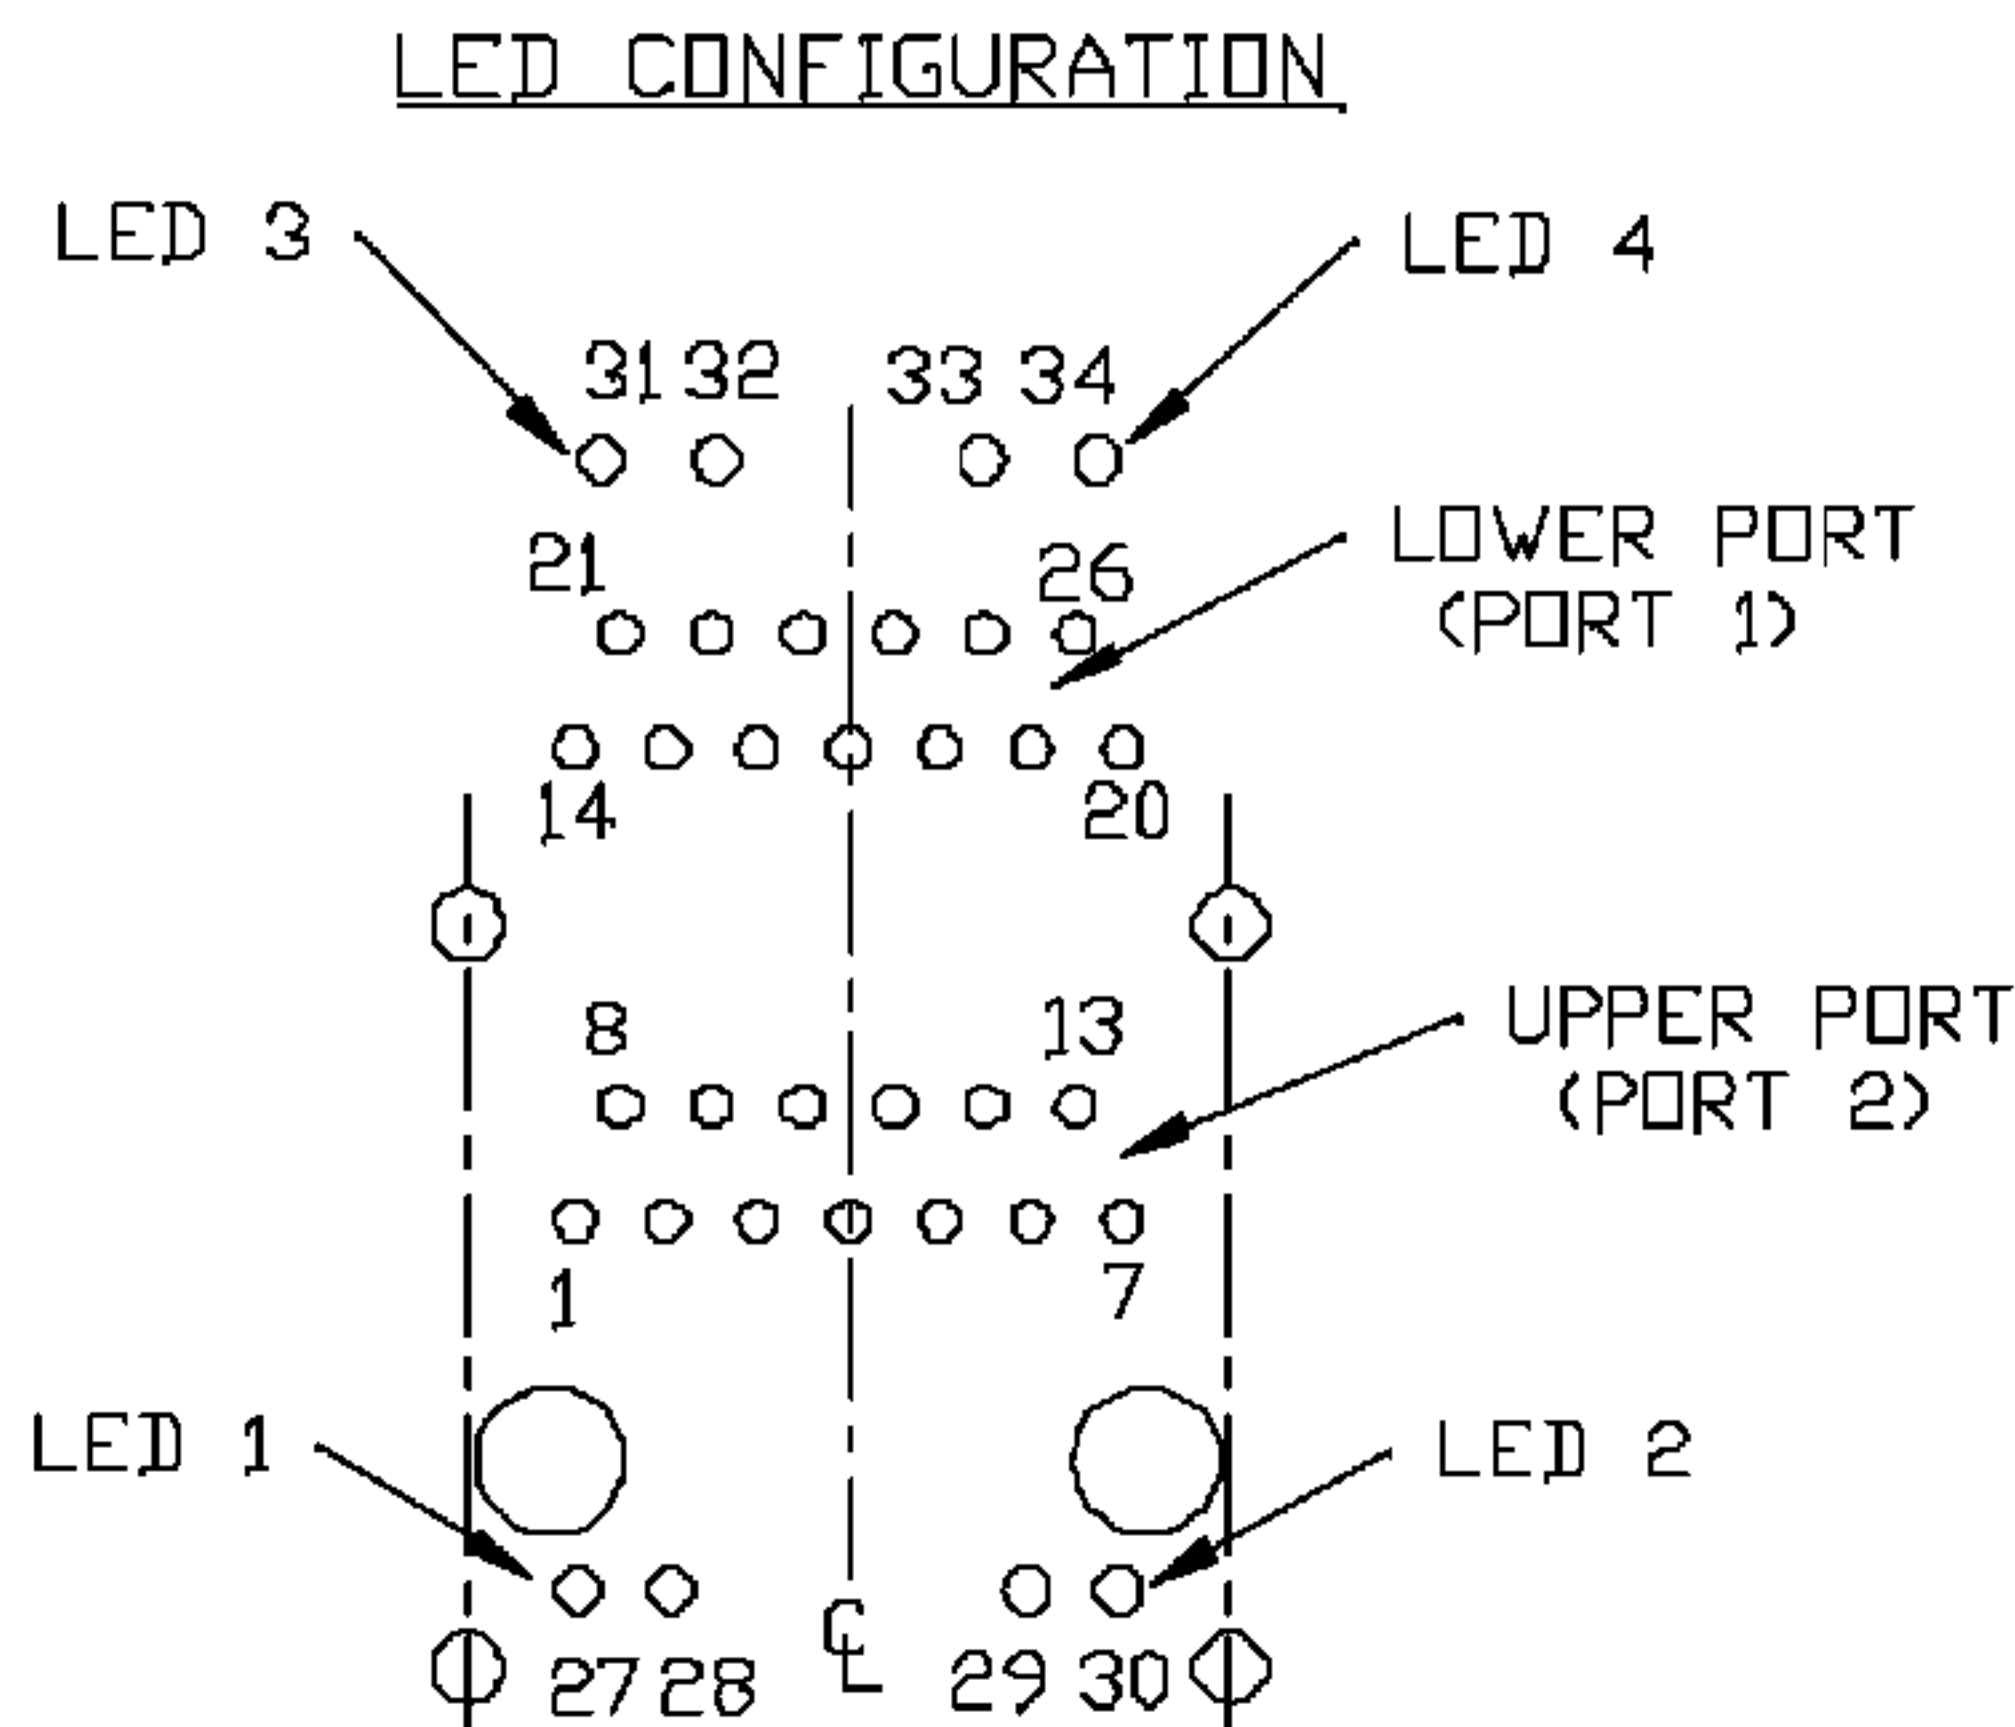 LED CONFIGURATION
LED 3
LED 4
31 32 33 34
21 26
LOWER PORT
(PORT 1)
14 20
8 13
UPPER PORT
(PORT 2)
1 7
LED 1
LED 2
27 28 29 30
CL